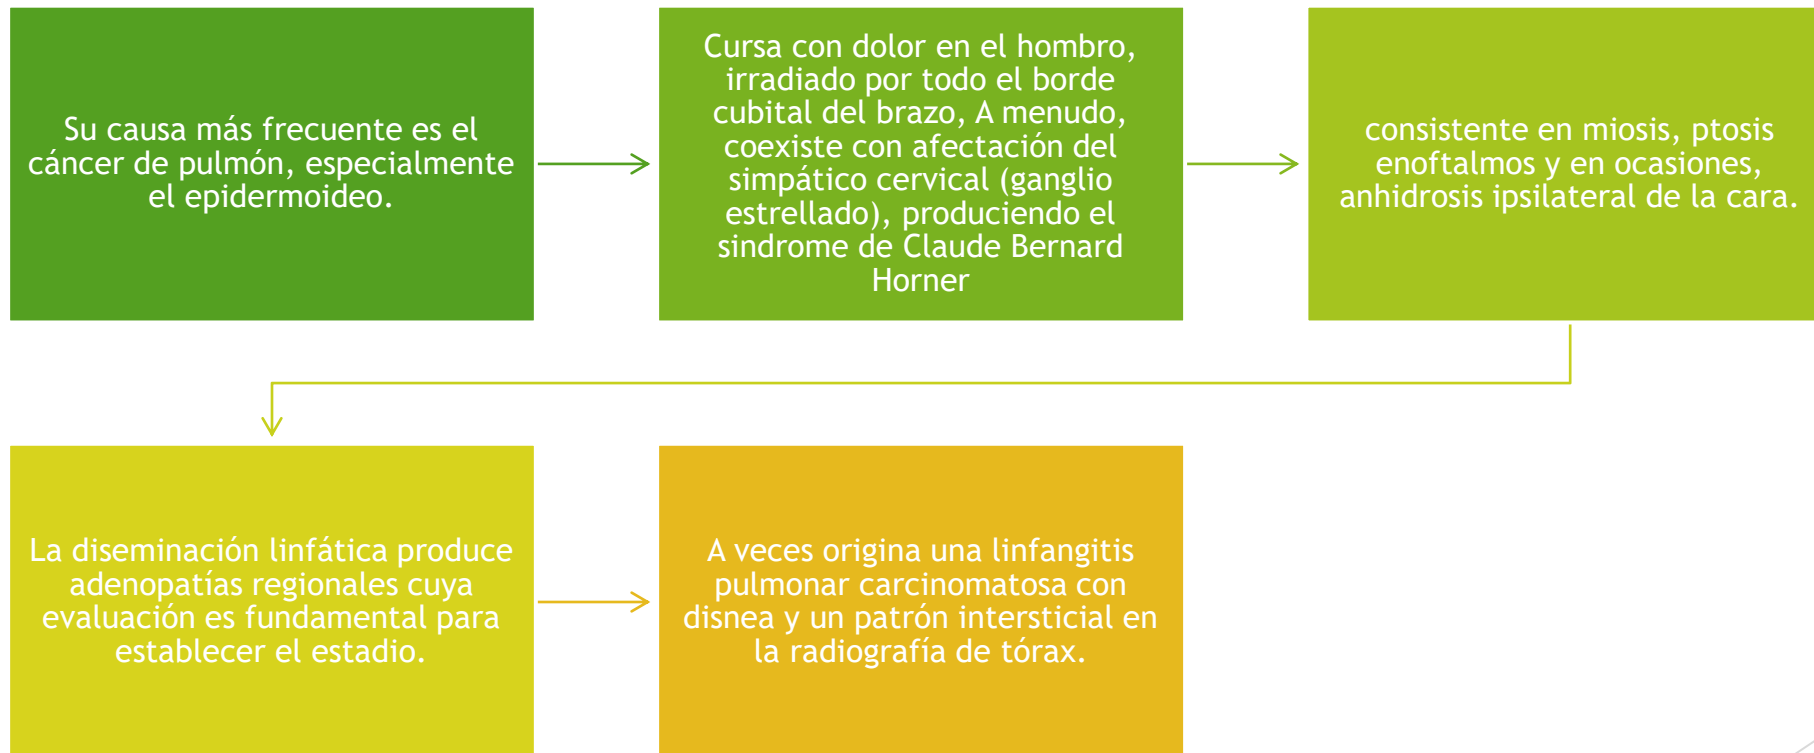 Su causa más frecuente es el
cáncer de pulmón, especialmente
el epidermoideo.
Cursa con dolor en el hombro,
irradiado por todo el borde
cubital del brazo, A menudo,
coexiste con afectación del
simpático cervical (ganglio
estrellado), produciendo el
sindrome de Claude Bernard
Horner
consistente en miosis, ptosis
enoftalmos y en ocasiones,
anhidrosis ipsilateral de la cara.
La diseminación linfática produce
adenopatías regionales cuya
evaluación es fundamental para
establecer el estadio.
A veces origina una linfangitis
pulmonar carcinomatosa con
disnea y un patrón intersticial en
la radiografía de tórax.